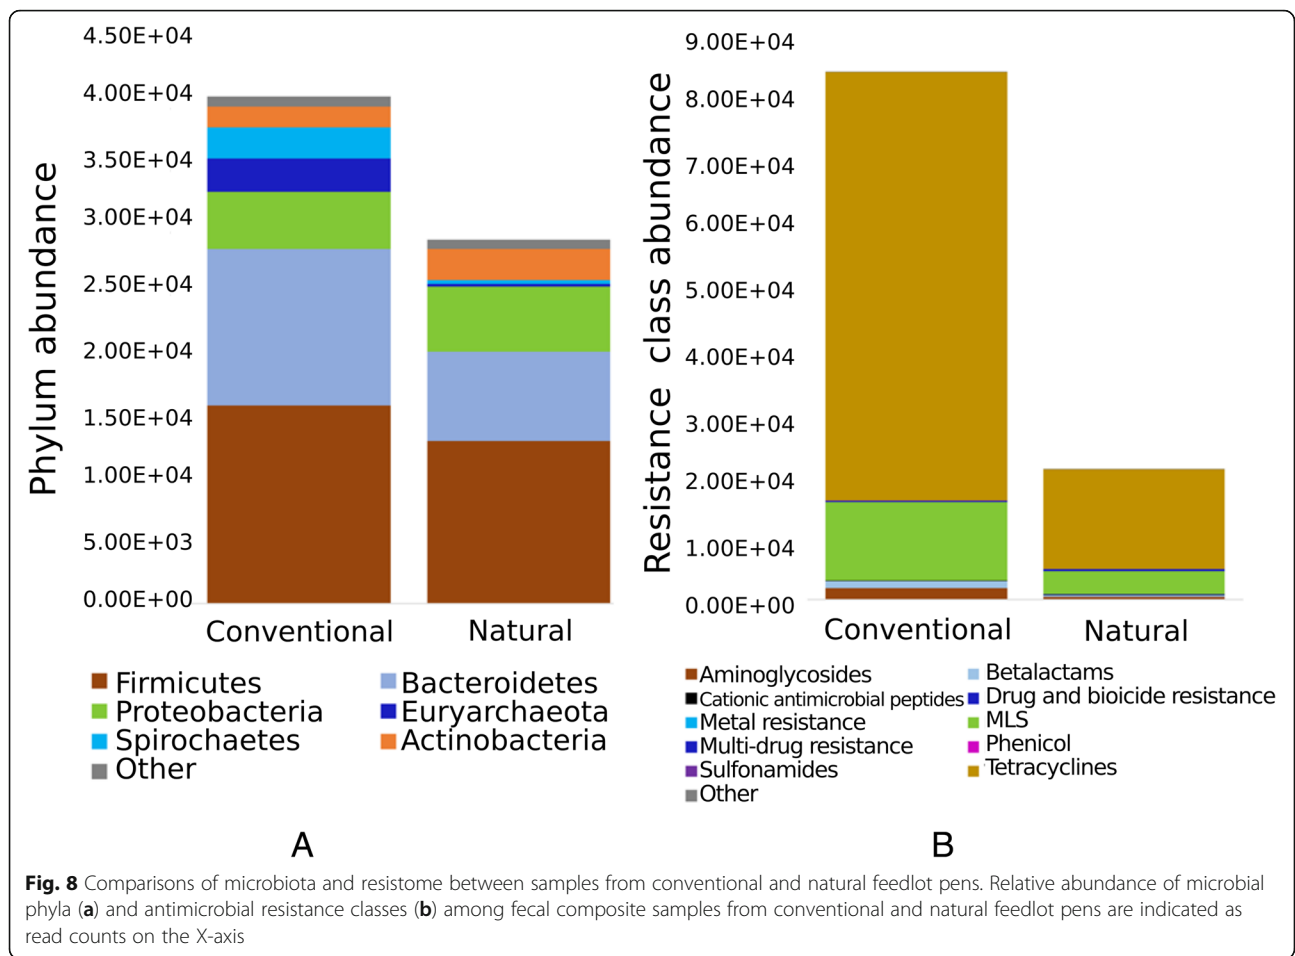 4.50E+04
4.00E+04
3.50E+04
3.00E+04
2.50E+04
2.00E+04
1.50E+04
1.00E+04
5.00E+03
0.00E+00
Phylum abundance
Conventional Natural
Firmicutes Bacteroidetes
Proteobacteria Euryarchaeota
Spirochaetes Actinobacteria
Other
A
9.00E+04
8.00E+04
7.00E+04
6.00E+04
5.00E+04
4.00E+04
3.00E+04
2.00E+04
1.00E+04
0.00E+00
Resistance class abundance
Conventional Natural
Aminoglycosides Betalactams
Cationic antimicrobial peptides Drug and bioicide resistance
Metal resistance MLS
Multi-drug resistance Phenicol
Sulfonamides Tetracyclines
Other
B
Fig. 8 Comparisons of microbiota and resistome between samples from conventional and natural feedlot pens. Relative abundance of microbial
phyla (a) and antimicrobial resistance classes (b) among fecal composite samples from conventional and natural feedlot pens are indicated as
read counts on the X-axis